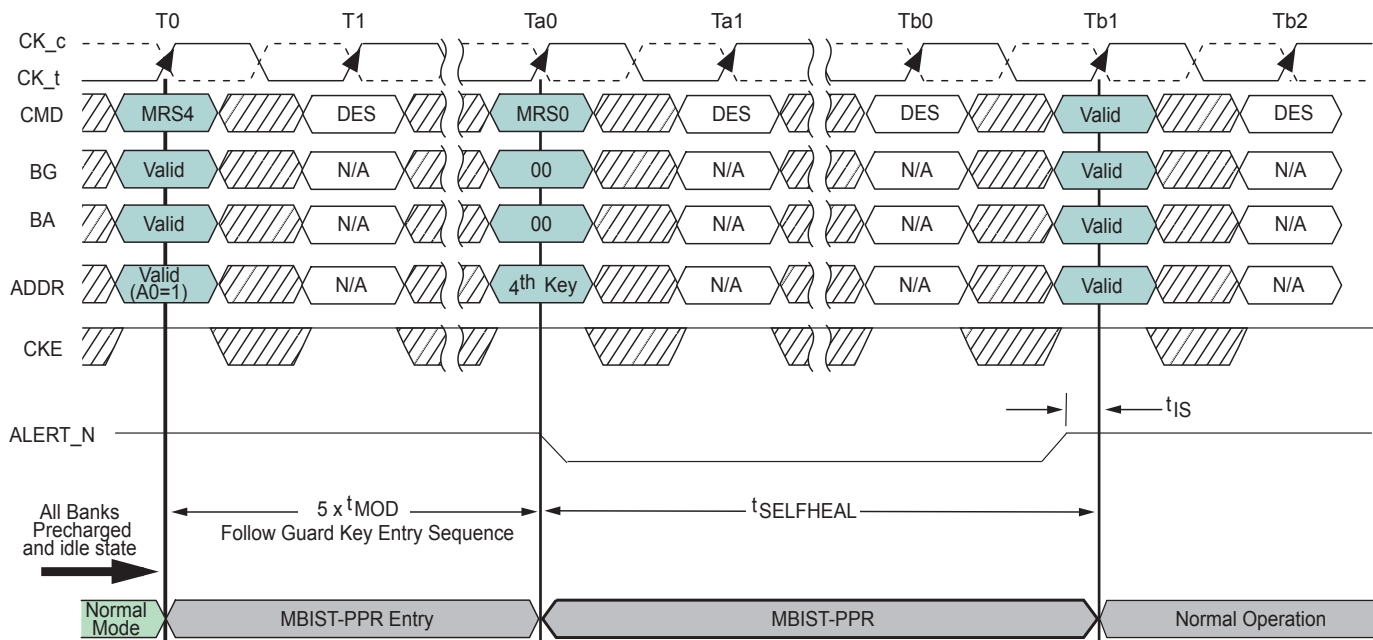 T0 T1 Ta0 Ta1 Tb0 Tb1 Tb2
CK_c
CK_t
CMD MRS4 DES MRS0 DES DES Valid DES
BG Valid N/A 00 N/A N/A Valid N/A
BA Valid N/A 00 N/A N/A Valid N/A
ADDR Valid (A0=1) N/A 4th Key N/A N/A Valid N/A
CKE
tIS
ALERT_N
All Banks
Precharged
and idle state
5 x tMOD
Follow Guard Key Entry Sequence
tSELFHEAL
Normal
Mode
MBIST-PPR Entry
MBIST-PPR
Normal Operation